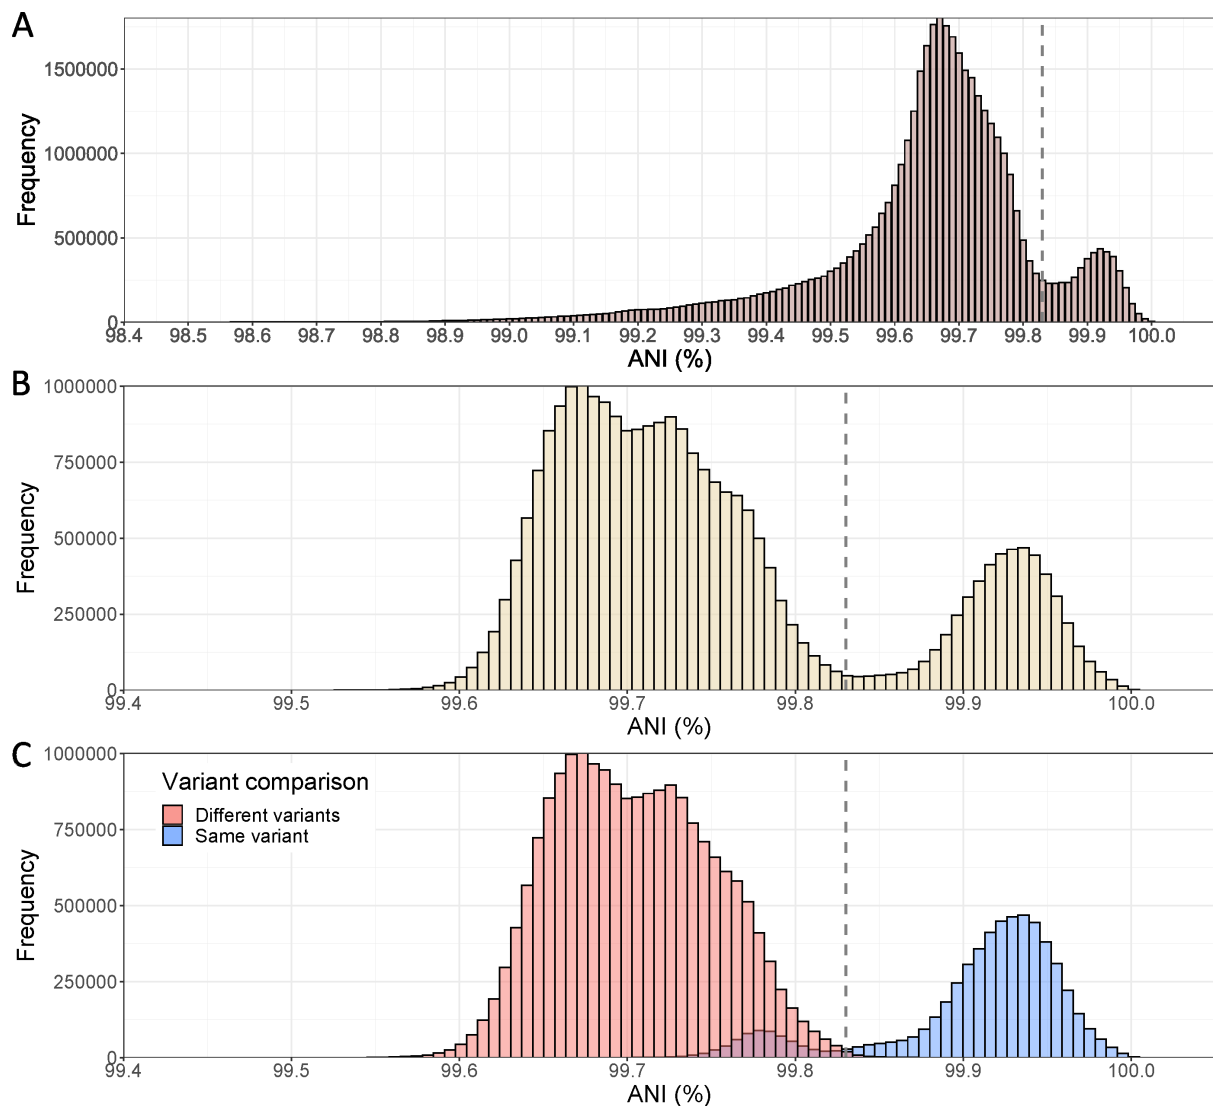 A
Frequency
1500000
1000000
500000
0
98.4 98.5 98.6 98.7 98.8 98.9 99.0 99.1 99.2 99.3 99.4 99.5 99.6 99.7 99.8 99.9 100.0
ANI (%)
B
Frequency
1000000
750000
500000
250000
0
99.4 99.5 99.6 99.7 99.8 99.9 100.0
ANI (%)
C
Frequency
1000000
750000
500000
250000
0
Variant comparison
Different variants
Same variant
99.4 99.5 99.6 99.7 99.8 99.9 100.0
ANI (%)